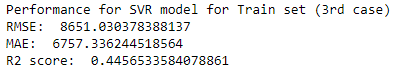 Performance for SVR model for Train set (3rd case)
RMSE:  8651.030378388137
MAE:  6757.336244518564
R2 score:  0.4456533584078861